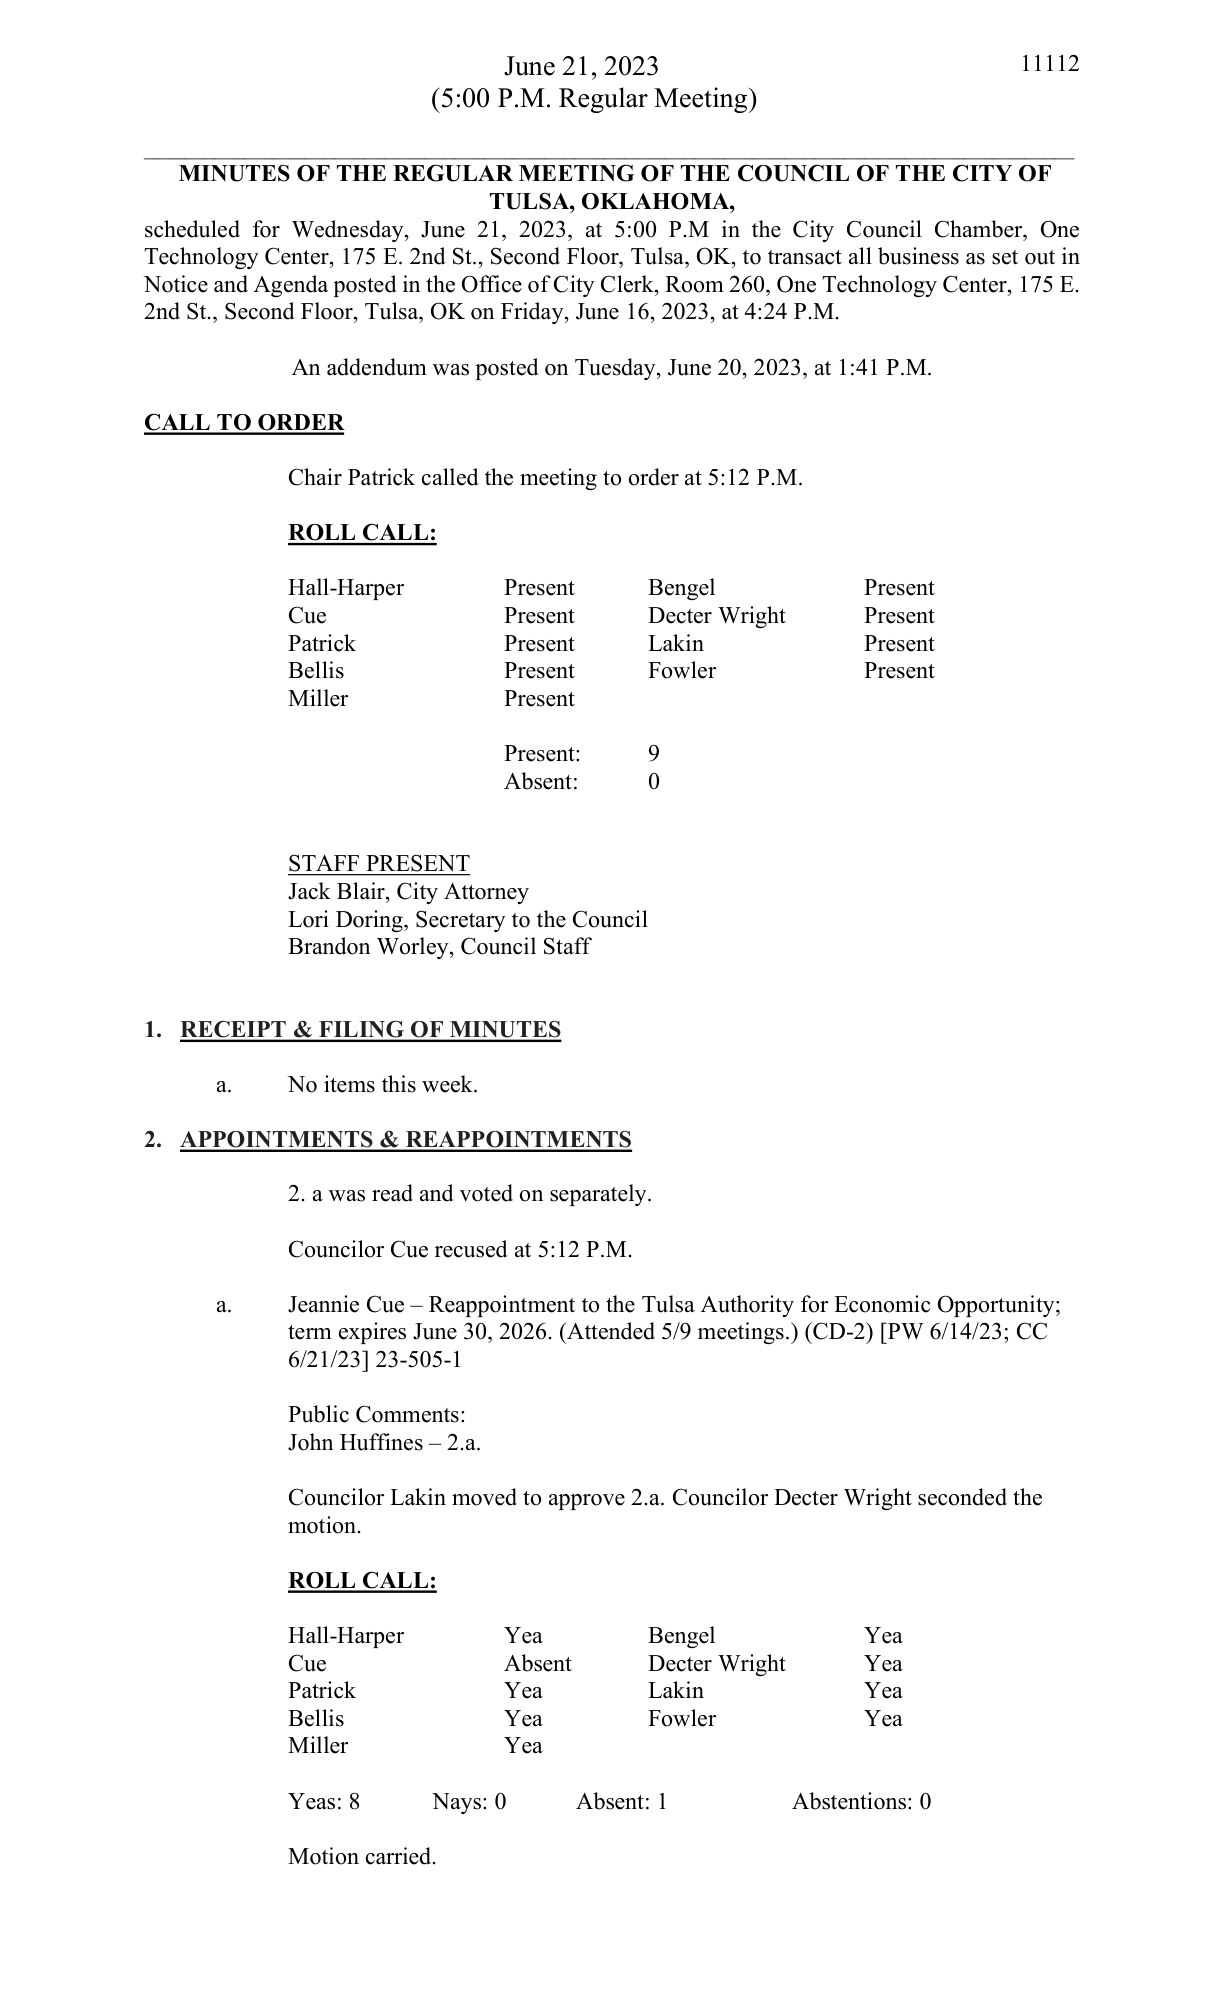 June 21, 2023
11112
(5:00 P.M. Regular Meeting)
MINUTES OF THE REGULAR MEETING OF THE COUNCIL OF THE CITY OF
TULSA, OKLAHOMA,
scheduled for Wednesday, June 21, 2023, at 5:00 P.M in the City Council Chamber, One
Technology Center, 175 E. 2nd St., Second Floor, Tulsa, OK, to transact all business as set out in
Notice and Agenda posted in the Office of City Clerk, Room 260, One Technology Center, 175 E.
2nd St., Second Floor, Tulsa, OK on Friday, June 16, 2023, at 4:24 P.M.
An addendum was posted on Tuesday, June 20, 2023, at 1:41 P.M.
CALL TO ORDER
Chair Patrick called the meeting to order at 5:12 P.M.
ROLL CALL:
Hall-Harper Present Bengel Present
Cue Present Decter Wright Present
Patrick Present Lakin Present
Bellis Present Fowler Present
Miller Present
Present: 9
Absent: 0
STAFF PRESENT
Jack Blair, City Attorney
Lori Doring, Secretary to the Council
Brandon Worley, Council Staff
1. RECEIPT & FILING OF MINUTES
a. No items this week.
2. APPOINTMENTS & REAPPOINTMENTS
2. a was read and voted on separately.
Councilor Cue recused at 5:12 P.M.
a. Jeannie Cue – Reappointment to the Tulsa Authority for Economic Opportunity;
term expires June 30, 2026. (Attended 5/9 meetings.) (CD-2) [PW 6/14/23; CC
6/21/23] 23-505-1
Public Comments:
John Huffines – 2.a.
Councilor Lakin moved to approve 2.a. Councilor Decter Wright seconded the
motion.
ROLL CALL:
Hall-Harper Yea Bengel Yea
Cue Absent Decter Wright Yea
Patrick Yea Lakin Yea
Bellis Yea Fowler Yea
Miller Yea
Yeas: 8 Nays: 0 Absent: 1 Abstentions: 0
Motion carried.